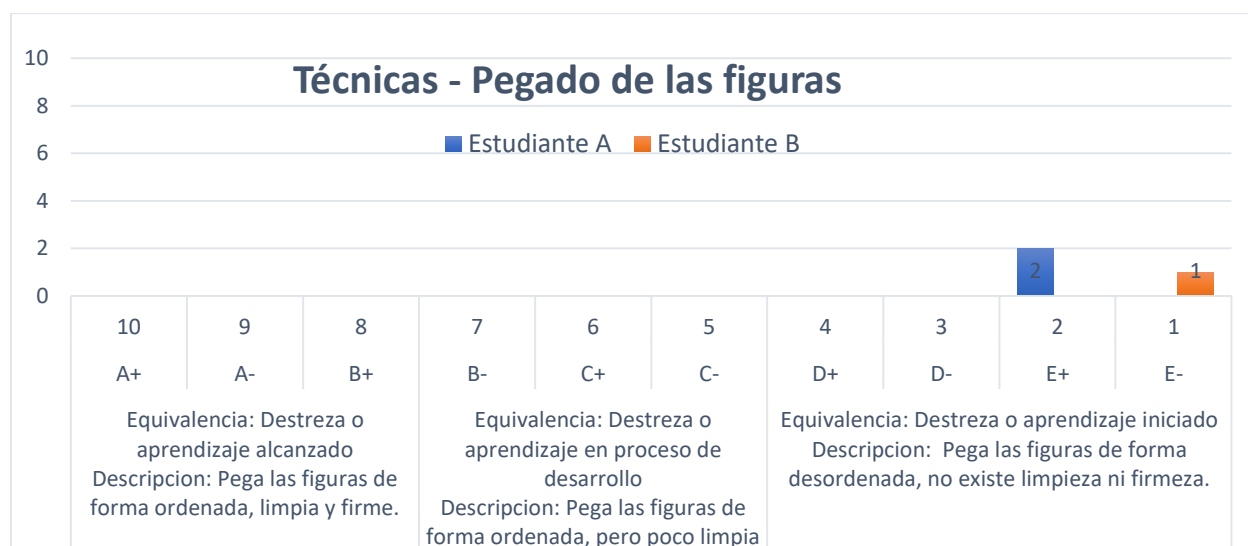 10
Técnicas - Pegado de las figuras
8
Estudiante A Estudiante B
6
4
2
2 1
0
10 9 8 7 6 5 4 3 2 1
A+ A- B+ B- C+ C- D+ D- E+ E-
Equivalencia: Destreza o
aprendizaje alcanzado
Descripcion: Pega las figuras de
forma ordenada, limpia y firme.
Equivalencia: Destreza o
aprendizaje en proceso de
desarrollo
Descripcion: Pega las figuras de
forma ordenada, pero poco limpia
Equivalencia: Destreza o aprendizaje iniciado
Descripcion: Pega las figuras de forma
desordenada, no existe limpieza ni firmeza.